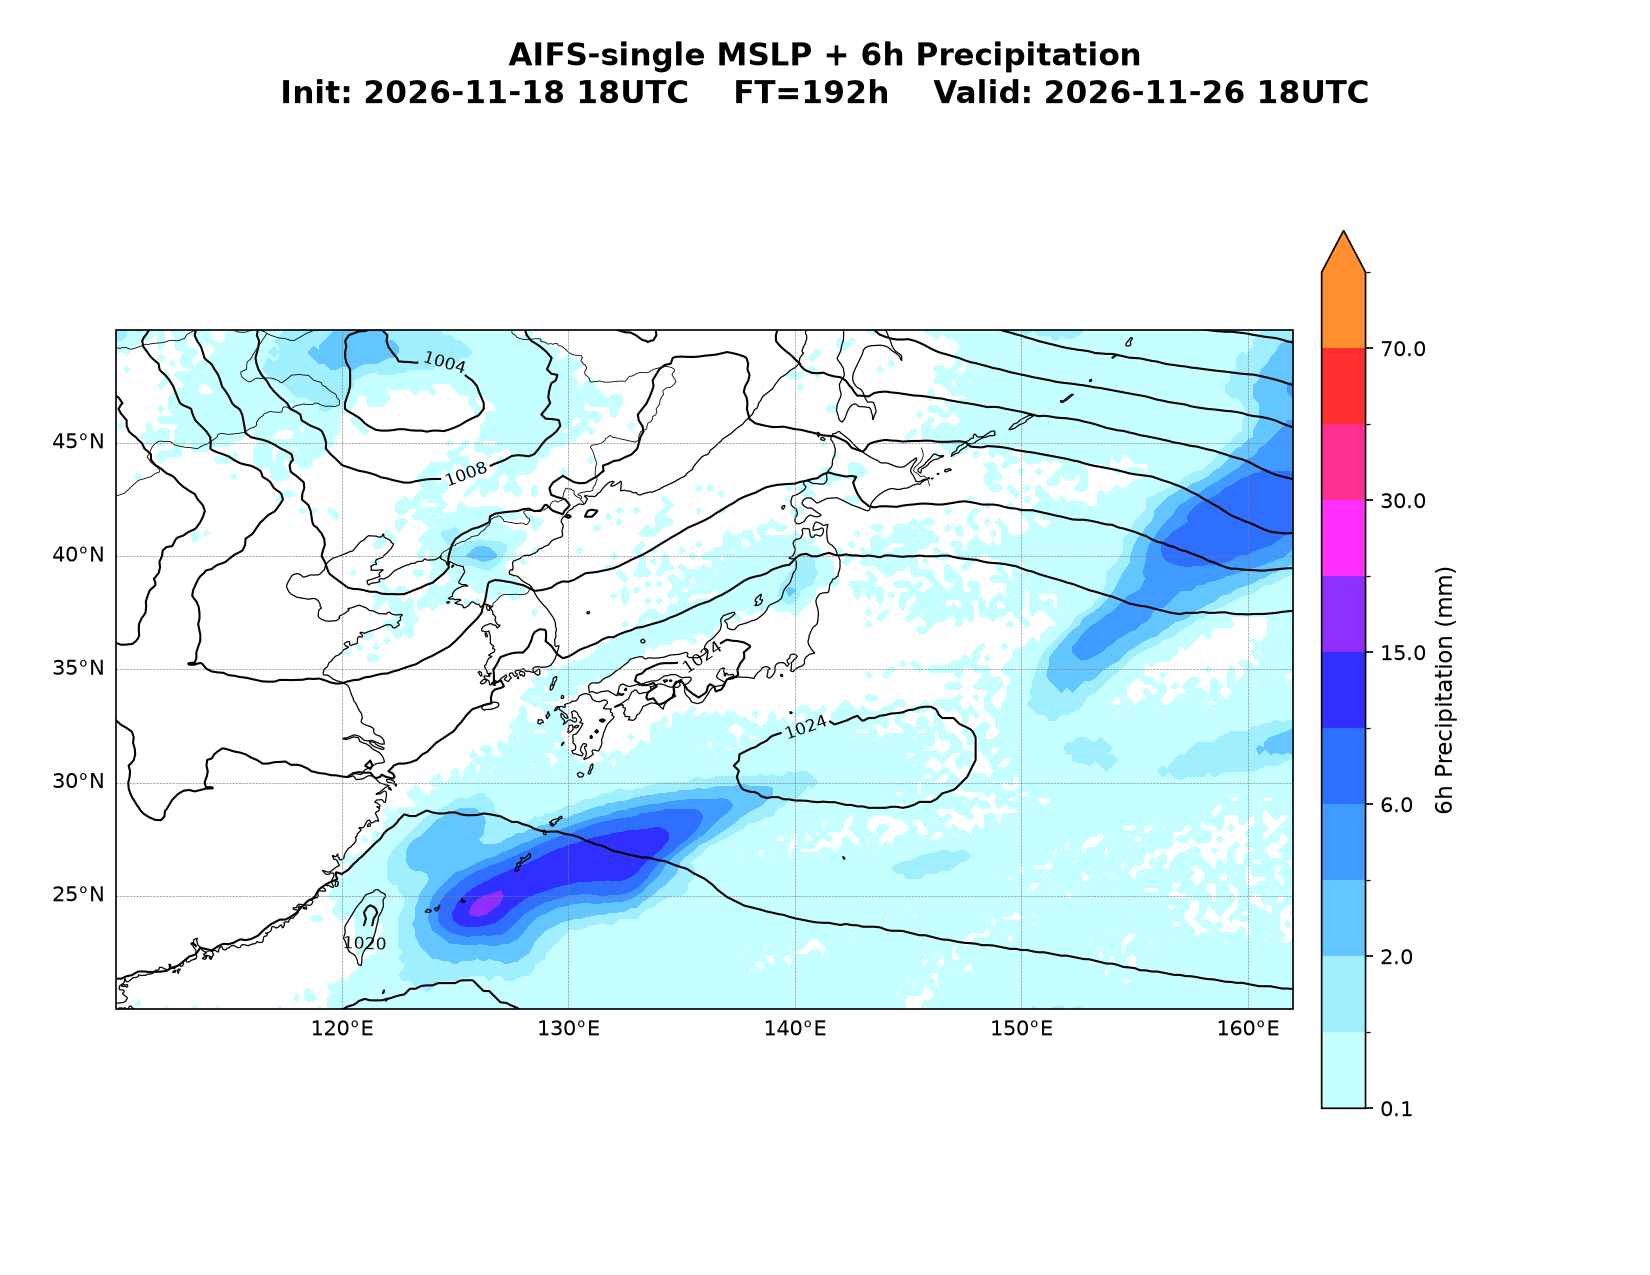 AIFS-single MSLP + 6h Precipitation
Init: 2026-11-18 18UTC    FT=192h    Valid: 2026-11-26 18UTC
1004
1008
1024
1024
1020
45°N
40°N
35°N
30°N
25°N
120°E
130°E
140°E
150°E
160°E
70.0
30.0
15.0
6.0
2.0
0.1
6h Precipitation (mm)